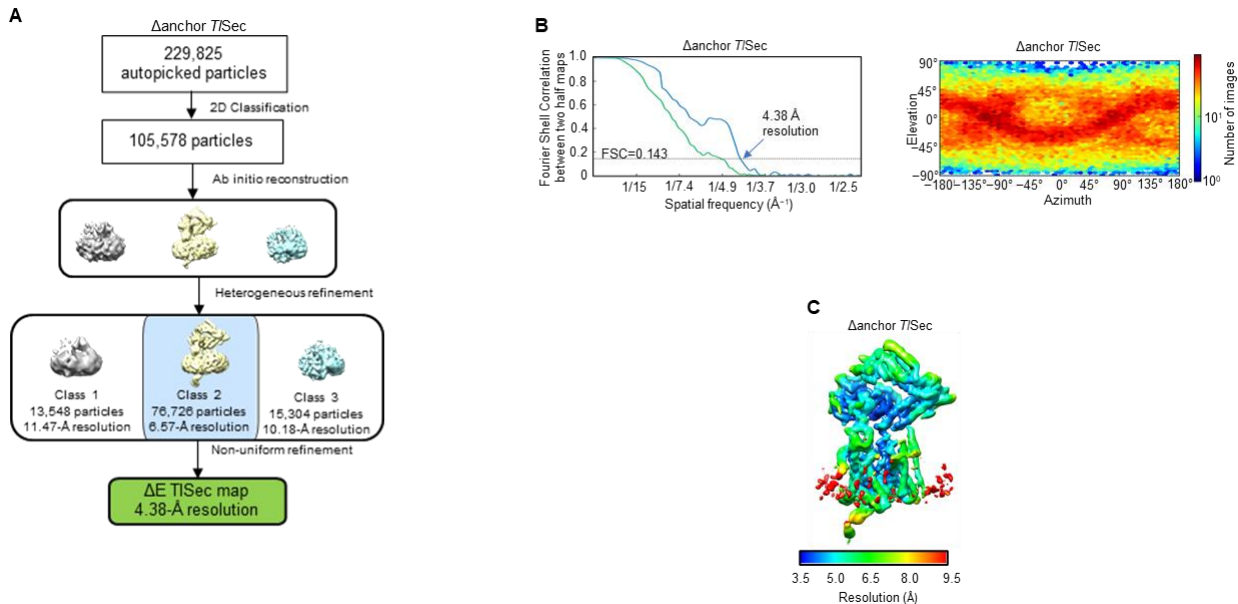 A
Δanchor TlSec
229,825
autopicked particles
2D Classification
105,578 particles
Ab initio reconstruction
Heterogeneous refinement
Class 1
13,548 particles
11.47-Å resolution
Class 2
76,726 particles
6.57-Å resolution
Class 3
15,304 particles
10.18-Å resolution
Non-uniform refinement
ΔE TlSec map
4.38-Å resolution
B
Δanchor TlSec
Fourier Shell Correlation
between two half maps
1.0
0.8
0.6
0.4
0.2
0
4.38 Å
resolution
FSC=0.143
1/15 1/7.4 1/4.9 1/3.7 1/3.0 1/2.5
Spatial frequency (Å⁻¹)
Δanchor TlSec
Elevation
90°
45°
0°
−45°
−90°
−180° −135° −90° −45° 0° 45° 90° 135° 180°
Azimuth
10¹
10⁰
Number of images
C
Δanchor TlSec
3.5 5.0 6.5 8.0 9.5
Resolution (Å)